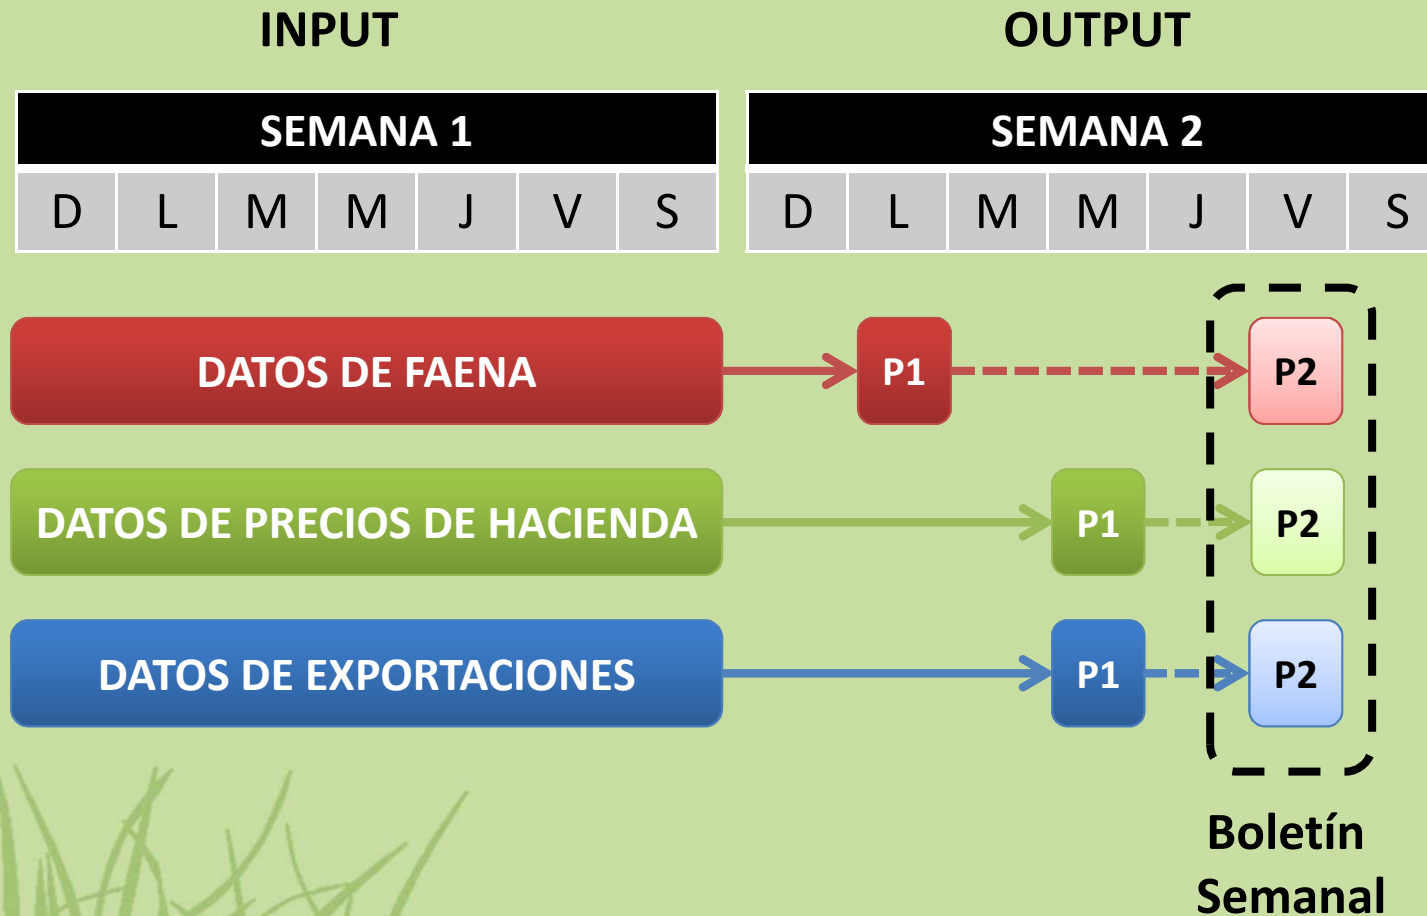 INPUT OUTPUT
SEMANA 1 SEMANA 2
D L M M J V S D L M M J V S
DATOS DE FAENA P1 P2
DATOS DE PRECIOS DE HACIENDA P1 P2
DATOS DE EXPORTACIONES P1 P2
Boletín
Semanal